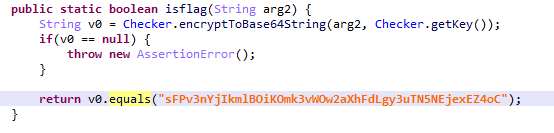 public static boolean isflag(String arg2) {
String v0 = Checker.encryptToBase64String(arg2, Checker.getKey());
if(v0 == null) {
throw new AssertionError();
}
return v0.equals("sFPv3nYjIkmlBOiKOmk3vWOw2aXhFdLgy3uTN5NEjexEZ4oC");
}